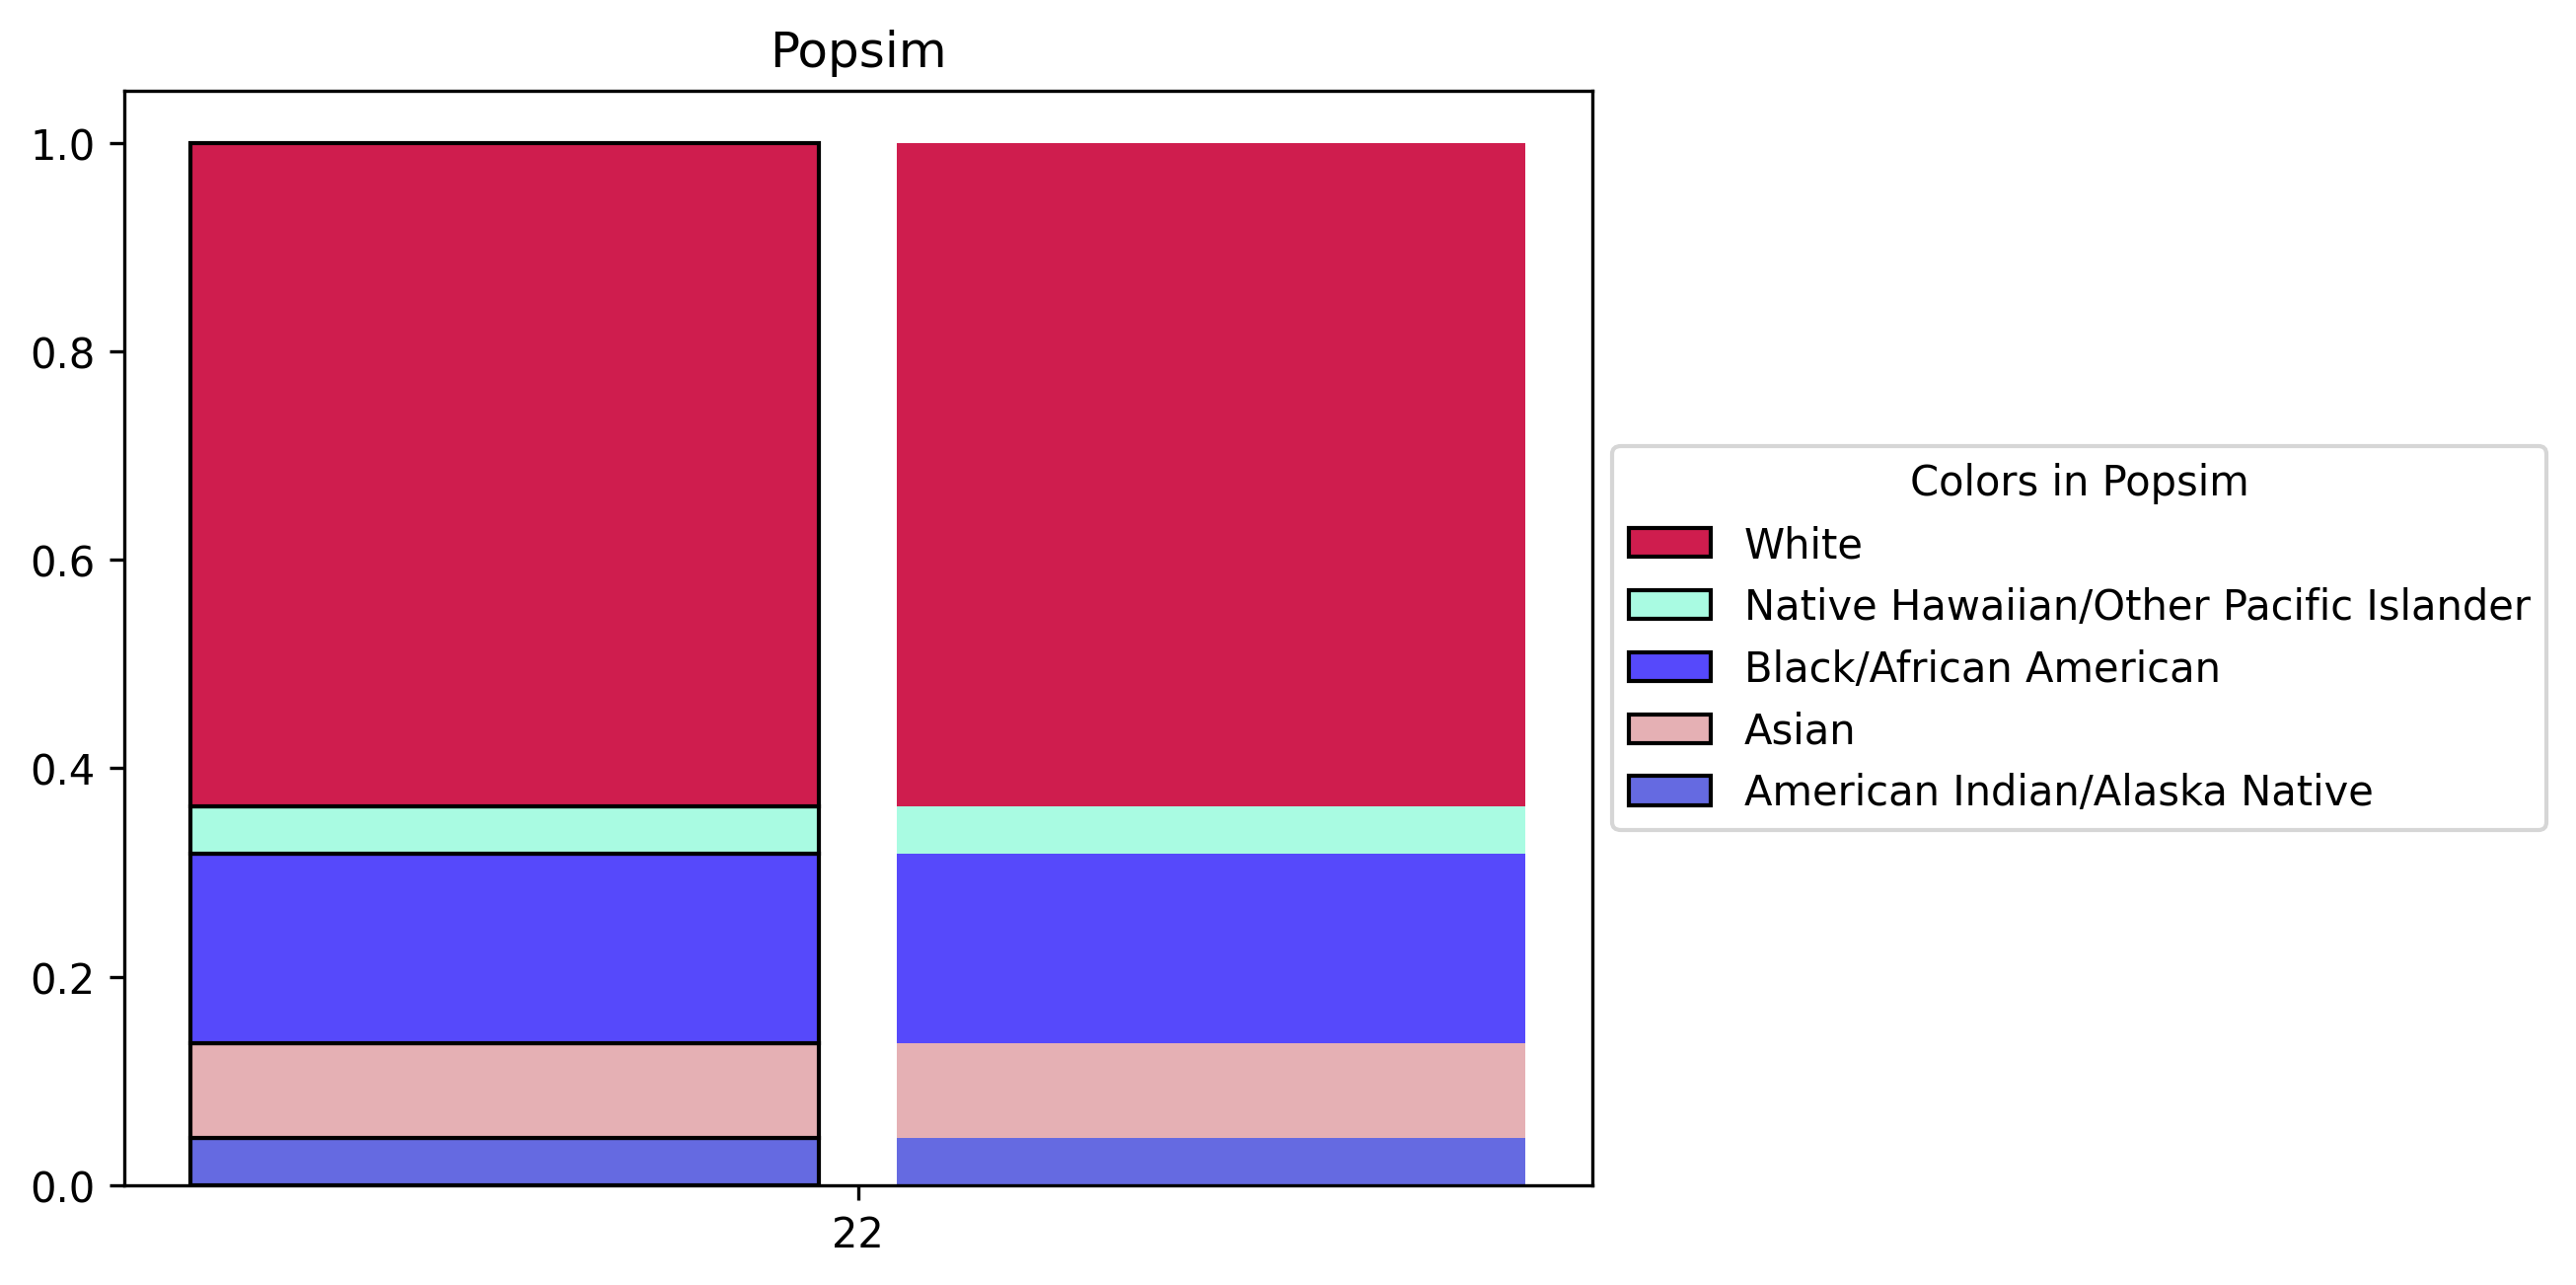 Popsim
1.0
0.8
0.6
0.4
0.2
0.0
22
Colors in Popsim
White
Native Hawaiian/Other Pacific Islander
Black/African American
Asian
American Indian/Alaska Native